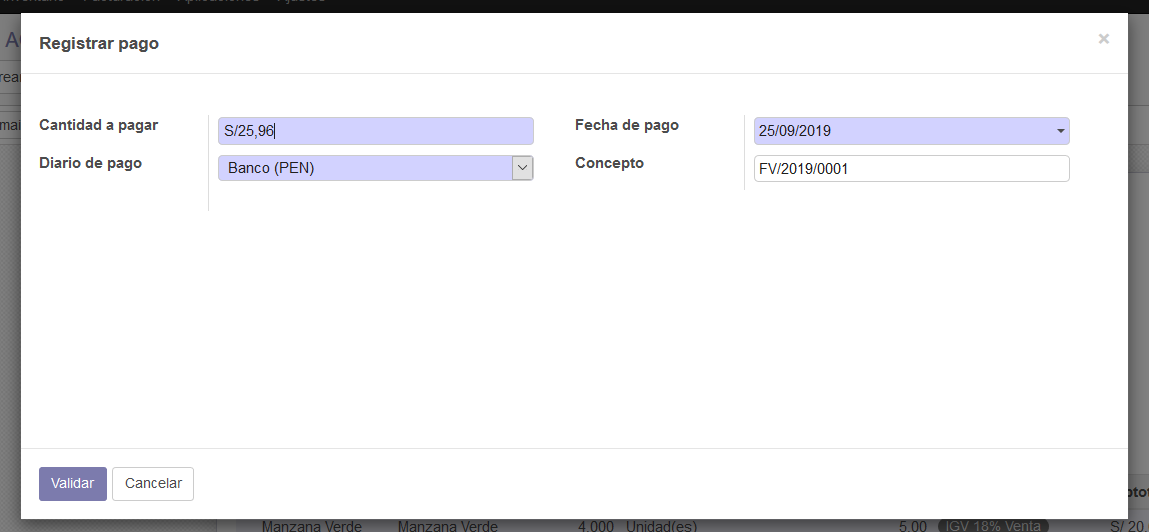 Registrar pago
×
Cantidad a pagar
S/25,96
Fecha de pago
25/09/2019
Diario de pago
Banco (PEN)
Concepto
FV/2019/0001
Validar
Cancelar
Manzana Verde Manzana Verde 4.000 Unidad(es) 5.00 IGV 18% Venta S/ 20.